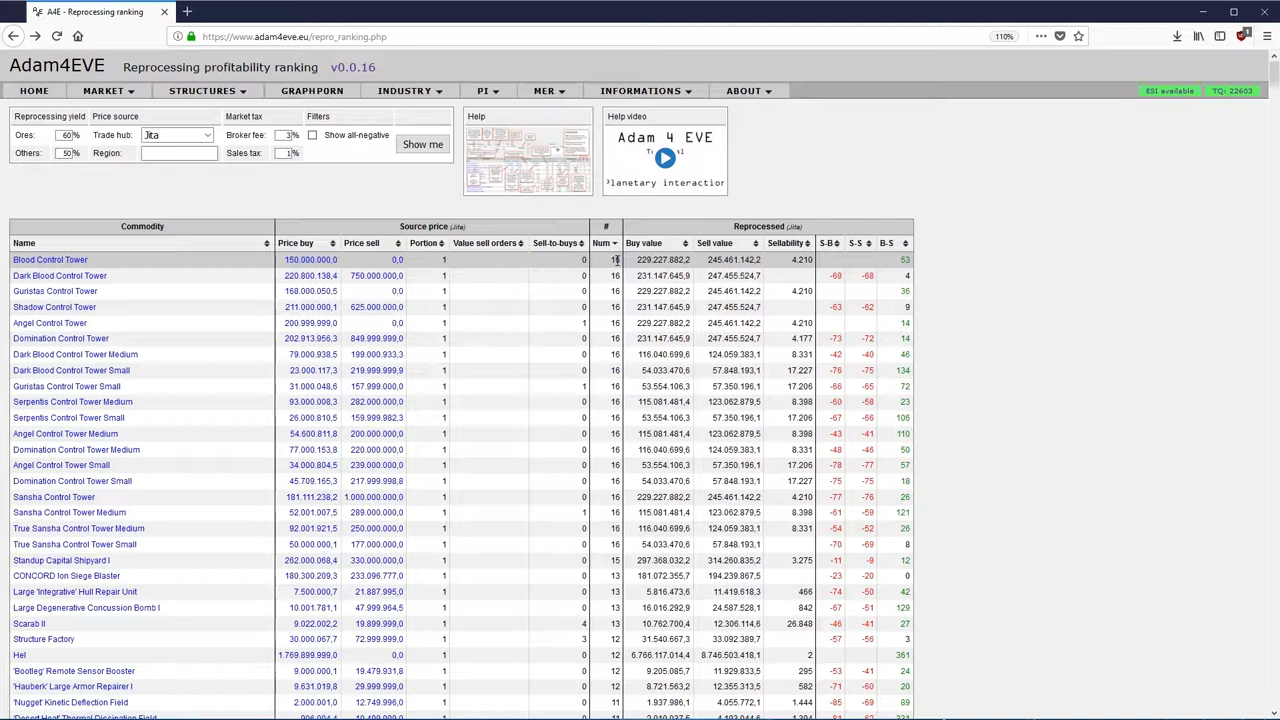 A4E - Reprocessing ranking
https://www.adam4eve.eu/repro_ranking.php 110%
Adam4EVE Reprocessing profitability ranking v0.0.16
HOME MARKET STRUCTURES GRAPHP0RN INDUSTRY PI MER INFORMATIONS ABOUT ESI available TQ: 22603
Reprocessing yield Price source Market tax Filters Help Help video
Ores: 60 % Trade hub: Jita Broker fee: 3 % Show all-negative Show me
Others: 50 % Region: Sales tax: 1 %
Adam 4 EVE
lanetary interaction
Commodity Source price (Jita) # Reprocessed (Jita)
Name Price buy Price sell Portion Value sell orders Sell-to-buys Num Buy value Sell value Sellability S-B S-S B-S
Blood Control Tower 150.000.000,0 0,0 1 0 229.227.882,2 245.461.142,2 4.210 53
Dark Blood Control Tower 220.800.138,4 750.000.000,0 1 0 16 231.147.645,9 247.455.524,7 -69 -68 4
Guristas Control Tower 168.000.050,5 0,0 1 0 16 229.227.882,2 245.461.142,2 4.210 36
Shadow Control Tower 211.000.000,1 625.000.000,0 1 0 16 231.147.645,9 247.455.524,7 -63 -62 9
Angel Control Tower 200.999.999,0 0,0 1 1 16 229.227.882,2 245.461.142,2 4.210 14
Domination Control Tower 202.913.956,3 849.999.999,0 1 0 16 231.147.645,9 247.455.524,7 4.177 -73 -72 14
Dark Blood Control Tower Medium 79.000.938,5 199.000.933,3 1 0 16 116.040.699,6 124.059.383,1 8.331 -42 -40 46
Dark Blood Control Tower Small 23.000.117,3 219.999.999,9 1 0 16 54.033.470,6 57.848.193,1 17.206 -76 -75 134
Guristas Control Tower Small 31.000.048,6 157.999.999,0 1 1 16 53.554.106,3 57.350.196,1 17.206 -66 -65 72
Serpentis Control Tower Medium 93.000.008,3 282.000.000,0 1 0 16 115.081.481,4 123.062.879,5 8.398 -60 -58 23
Serpentis Control Tower Small 26.000.810,5 159.999.982,3 1 0 16 53.554.106,3 57.350.196,1 17.206 -67 -66 106
Angel Control Tower Medium 54.600.811,8 200.000.000,0 1 0 16 115.081.481,4 123.062.879,5 8.398 -43 -41 110
Domination Control Tower Medium 77.000.153,8 220.000.000,0 1 0 16 116.040.699,6 124.059.383,1 8.331 -48 -46 50
Angel Control Tower Small 34.000.804,5 239.000.000,0 1 0 16 53.554.106,3 57.350.196,1 17.206 -78 -77 57
Domination Control Tower Small 45.709.165,3 217.999.998,8 1 0 16 54.033.470,6 57.848.193,1 17.227 -75 -75 18
Sansha Control Tower 181.111.238,2 1.000.000.000,0 1 0 16 229.227.882,2 245.461.142,2 4.210 -77 -76 26
Sansha Control Tower Medium 52.001.007,5 289.000.000,0 1 1 16 115.081.481,4 123.062.879,5 8.398 -61 -59 121
True Sansha Control Tower Medium 92.001.921,5 250.000.000,0 1 0 16 116.040.699,6 124.059.383,1 8.331 -54 -52 26
True Sansha Control Tower Small 50.000.000,1 177.000.000,0 1 0 16 54.033.470,6 57.848.193,1 -70 -69 8
Standup Capital Shipyard I 262.000.068,4 330.000.000,0 1 0 15 297.368.032,2 314.260.835,2 3.275 -11 -9 12
CONCORD Ion Siege Blaster 180.300.209,3 233.096.777,0 1 0 13 181.072.355,7 194.239.867,5 -23 -20 0
Large 'Integrative' Hull Repair Unit 7.500.000,7 21.887.995,0 1 0 13 5.816.473,6 11.419.618,3 466 -74 -50 42
Large Degenerative Concussion Bomb I 10.001.781,1 47.999.964,5 1 0 13 16.016.292,9 24.587.528,1 842 -67 -51 129
Scarab II 9.022.002,2 19.899.999,0 1 4 13 10.762.700,4 12.306.114,6 26.848 -46 -41 27
Structure Factory 30.000.067,7 72.999.999,0 1 3 12 31.540.667,3 33.092.389,7 -57 -56 3
Hel 1.769.899.999,0 0,0 1 0 12 6.766.117.014,4 8.746.503.418,1 2 361
'Bootleg' Remote Sensor Booster 9.000.000,1 19.479.931,8 1 0 12 9.205.085,7 11.929.833,5 295 -53 -41 24
'Hauberk' Large Armor Repairer I 9.631.019,8 29.999.999,0 1 0 12 8.721.563,2 12.355.313,5 582 -71 -60 20
'Nugget' Kinetic Deflection Field 2.000.001,0 12.749.996,0 1 0 11 1.937.986,1 4.055.772,1 1.444 -85 -69 89